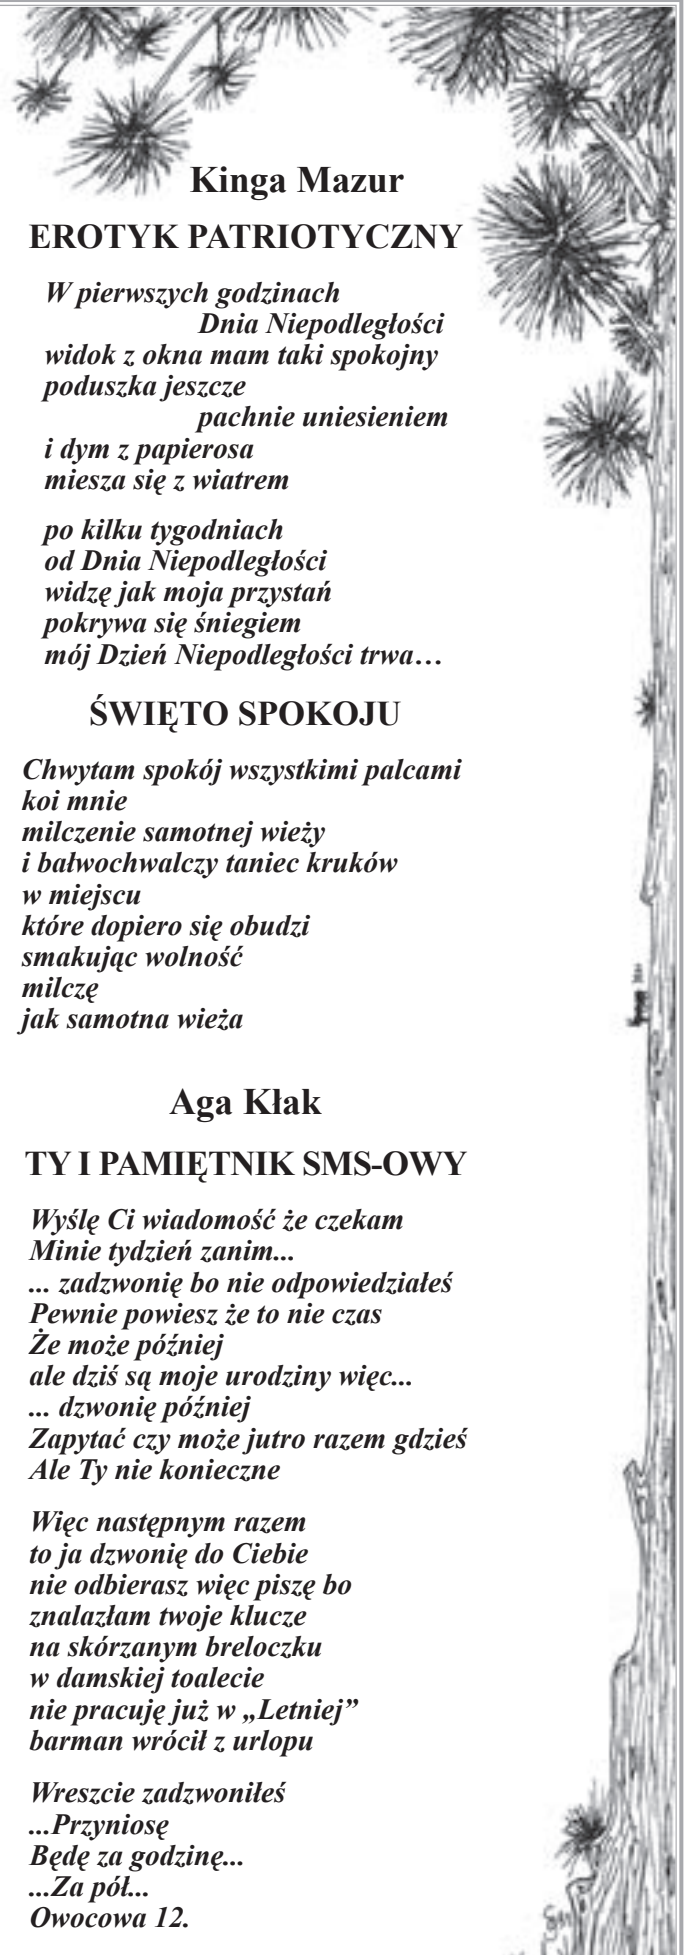 Kinga Mazur
EROTYK PATRIOTYCZNY
W pierwszych godzinach
Dnia Niepodległości
widok z okna mam taki spokojny
poduszka jeszcze
pachnie uniesieniem
i dym z papierosa
miesza się z wiatrem
po kilku tygodniach
od Dnia Niepodległości
widzę jak moja przystań
pokrywa się śniegiem
mój Dzień Niepodległości trwa…
ŚWIĘTO SPOKOJU
Chwytam spokój wszystkimi palcami
koi mnie
milczenie samotnej wieży
i bałwochwalczy taniec kruków
w miejscu
które dopiero się obudzi
smakując wolność
milczę
jak samotna wieża
Aga Kłak
TY I PAMIĘTNIK SMS-OWY
Wyślę Ci wiadomość że czekam
Minie tydzień zanim...
... zadzwonię bo nie odpowiedziałeś
Pewnie powiesz że to nie czas
Że może później
ale dziś są moje urodziny więc...
... dzwonię później
Zapytać czy może jutro razem gdzieś
Ale Ty nie konieczne
Więc następnym razem
to ja dzwonię do Ciebie
nie odbierasz więc piszę bo
znalazłam twoje klucze
na skórzanym breloczku
w damskiej toalecie
nie pracuję już w „Letniej”
barman wrócił z urlopu
Wreszcie zadzwoniłeś
...Przyniosę
Będę za godzinę...
...Za pół...
Owocowa 12.